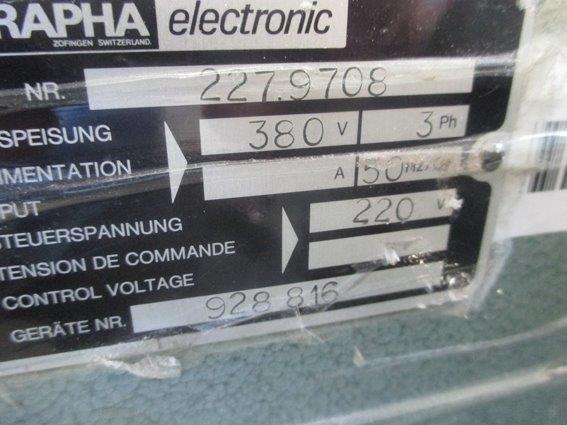 RAPHA electronic
ZOFINGEN SWITZERLAND.
NR. 227.9708
SPEISUNG 380 V 3 Ph
IMENTATION A 50
PUT
STEUERSPANNUNG 220 V
TENSION DE COMMANDE
CONTROL VOLTAGE
GERÄTE NR. 928 816